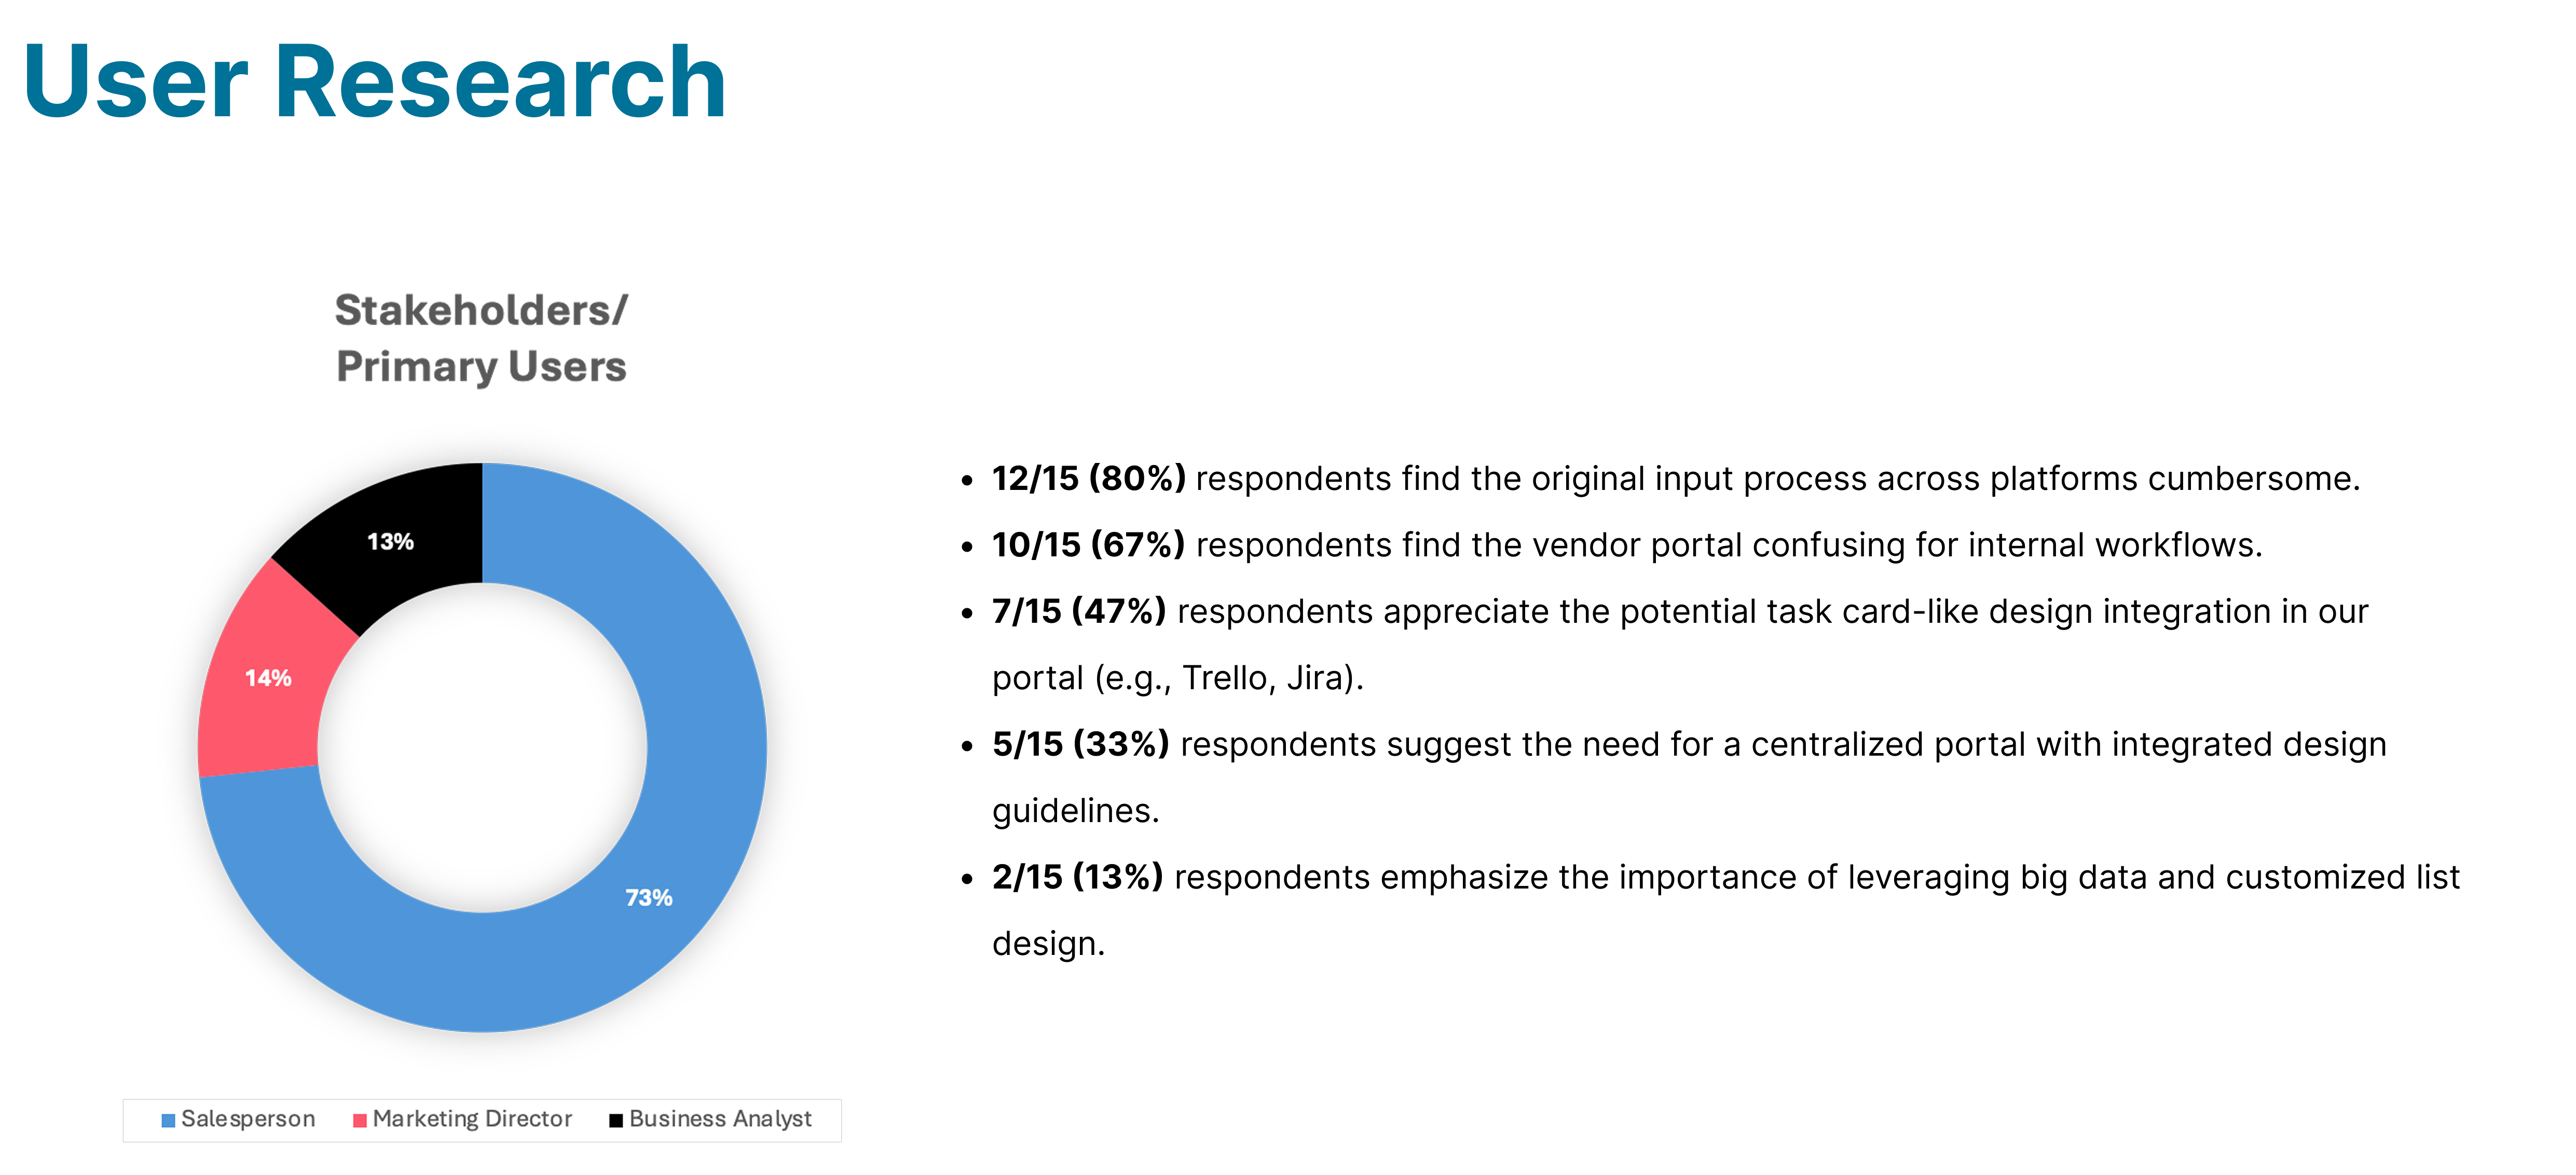 User Research
Stakeholders/
Primary Users
13%
14%
73%
Salesperson
Marketing Director
Business Analyst
• 12/15 (80%) respondents find the original input process across platforms cumbersome.
• 10/15 (67%) respondents find the vendor portal confusing for internal workflows.
• 7/15 (47%) respondents appreciate the potential task card-like design integration in our
portal (e.g., Trello, Jira).
• 5/15 (33%) respondents suggest the need for a centralized portal with integrated design
guidelines.
• 2/15 (13%) respondents emphasize the importance of leveraging big data and customized list
design.